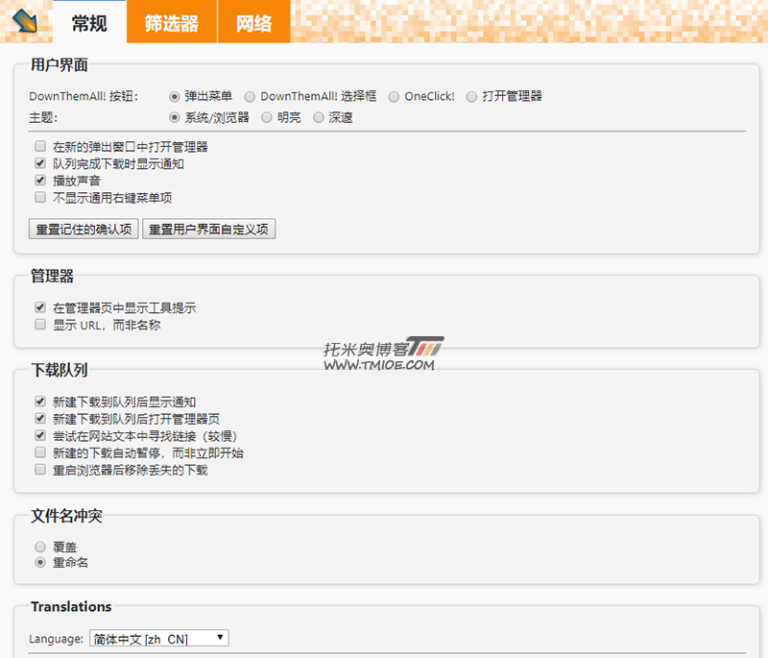 常规 筛选器 网络
用户界面
DownThemAll! 按钮: 弹出菜单 DownThemAll! 选择框 OneClick! 打开管理器
主题: 系统/浏览器 明亮 深邃
在新的弹出窗口中打开管理器
队列完成下载时显示通知
播放声音
不显示通用右键菜单项
重置记住的确认项 重置用户界面自定义项
管理器
在管理器页中显示工具提示
显示 URL，而非名称
托米奥博客
WWW.TMIOE.COM
下载队列
新建下载到队列后显示通知
新建下载到队列后打开管理器页
尝试在网站文本中寻找链接（较慢）
新建的下载自动暂停，而非立即开始
重启浏览器后移除丢失的下载
文件名冲突
覆盖
重命名
Translations
Language: 简体中文 [zh_CN]